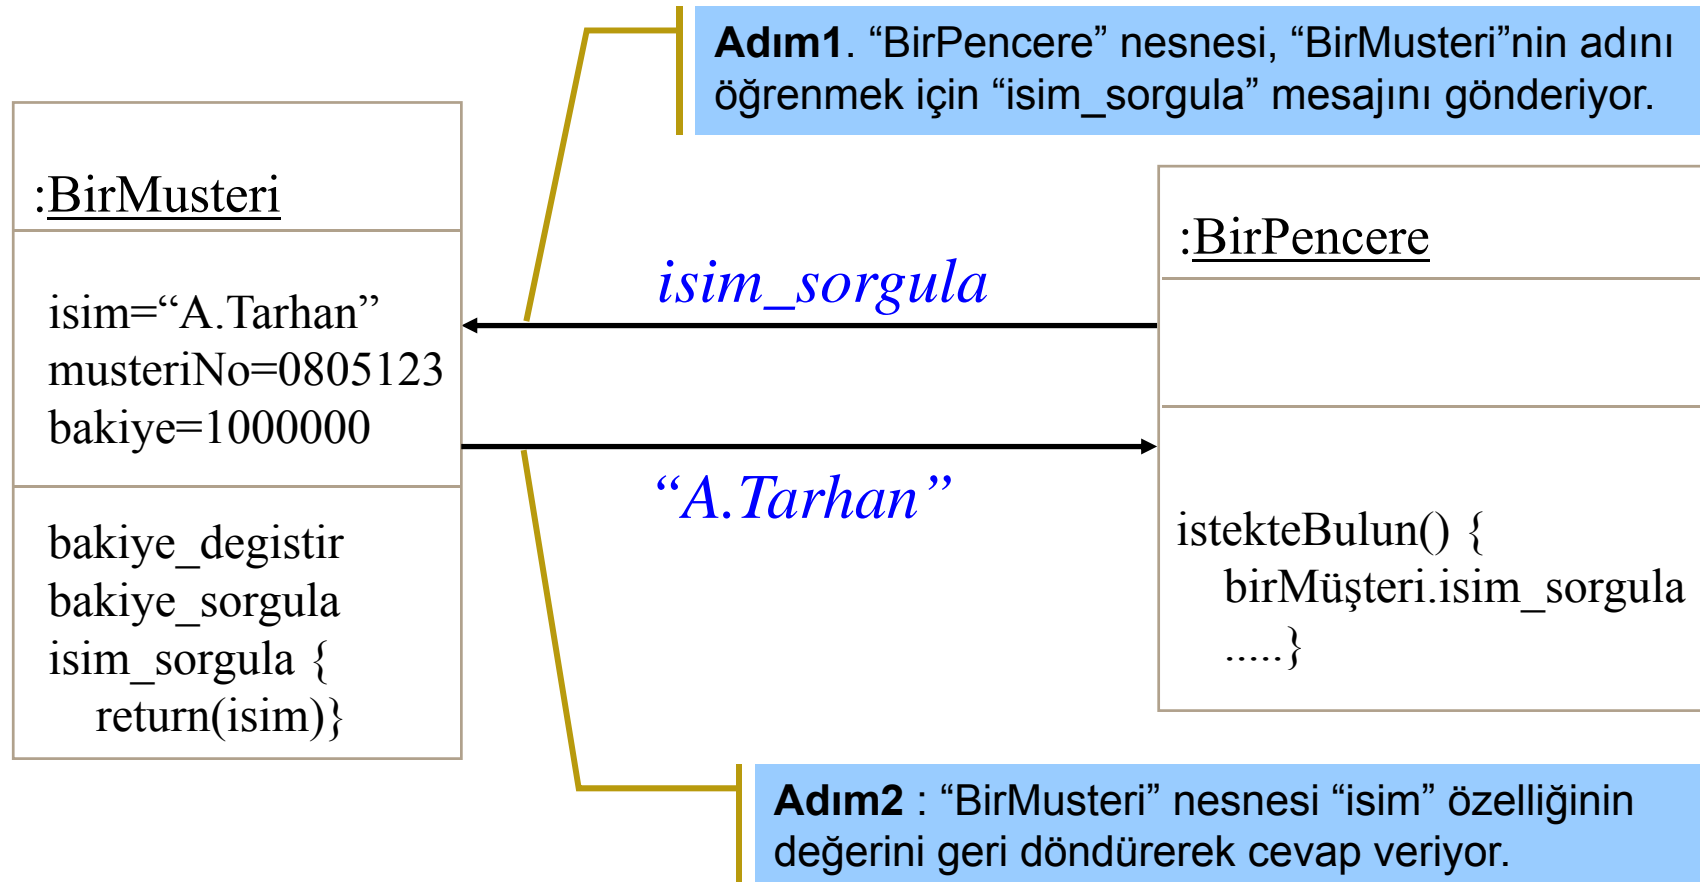 Adım1. “BirPencere” nesnesi, “BirMusteri”nin adını
öğrenmek için “isim_sorgula” mesajını gönderiyor.
:BirMusteri
isim=“A.Tarhan”
musteriNo=0805123
bakiye=1000000
bakiye_degistir
bakiye_sorgula
isim_sorgula {
return(isim)}
isim_sorgula
“A.Tarhan”
:BirPencere
istekteBulun() {
birMüşteri.isim_sorgula
.....}
Adım2 : “BirMusteri” nesnesi “isim” özelliğinin
değerini geri döndürerek cevap veriyor.